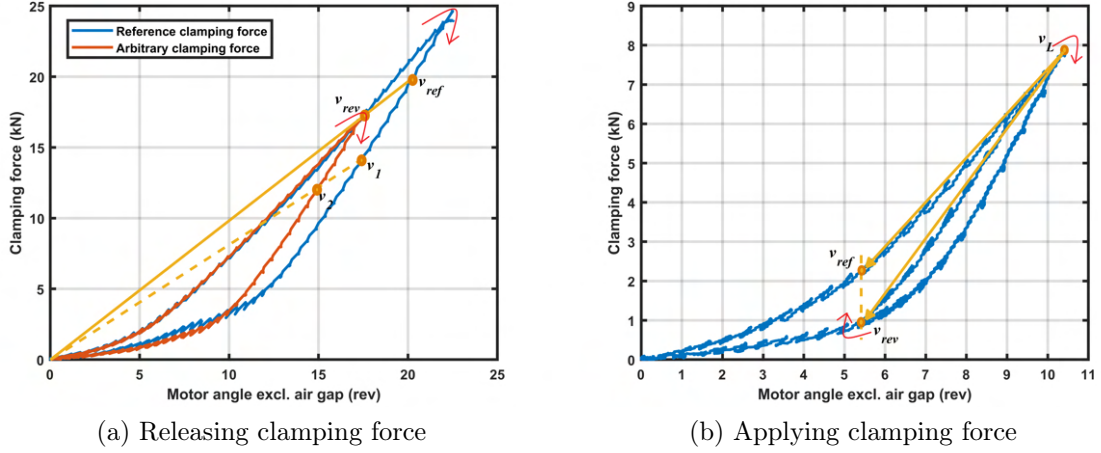 25
20
15
10
5
0
Clamping force (kN)
Reference clamping force
Arbitrary clamping force
v_rev
v_ref
v_1
v_2
0 5 10 15 20 25
Motor angle excl. air gap (rev)
(a) Releasing clamping force
9
8
7
6
5
4
3
2
1
0
Clamping force (kN)
v_L
v_ref
v_rev
0 1 2 3 4 5 6 7 8 9 10 11
Motor angle excl. air gap (rev)
(b) Applying clamping force